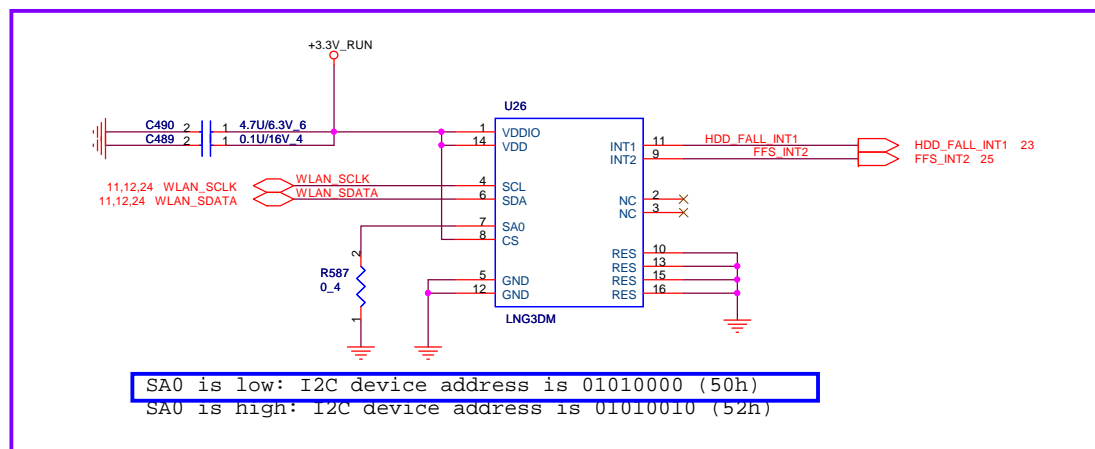 +3.3V_RUN
U26
C490 2 1 4.7U/6.3V_6
C489 2 1 0.1U/16V_4
1 VDDIO
14 VDD
INT1 11 HDD_FALL_INT1 HDD_FALL_INT1 23
INT2 9 FFS_INT2 FFS_INT2 25
11,12,24 WLAN_SCLK WLAN_SCLK 4 SCL
11,12,24 WLAN_SDATA WLAN_SDATA 6 SDA
NC 2
NC 3
7 SA0
8 CS
2
R587
0_4
1
RES 10
RES 13
RES 15
RES 16
5 GND
12 GND
LNG3DM
SA0 is low: I2C device address is 01010000 (50h)
SA0 is high: I2C device address is 01010010 (52h)